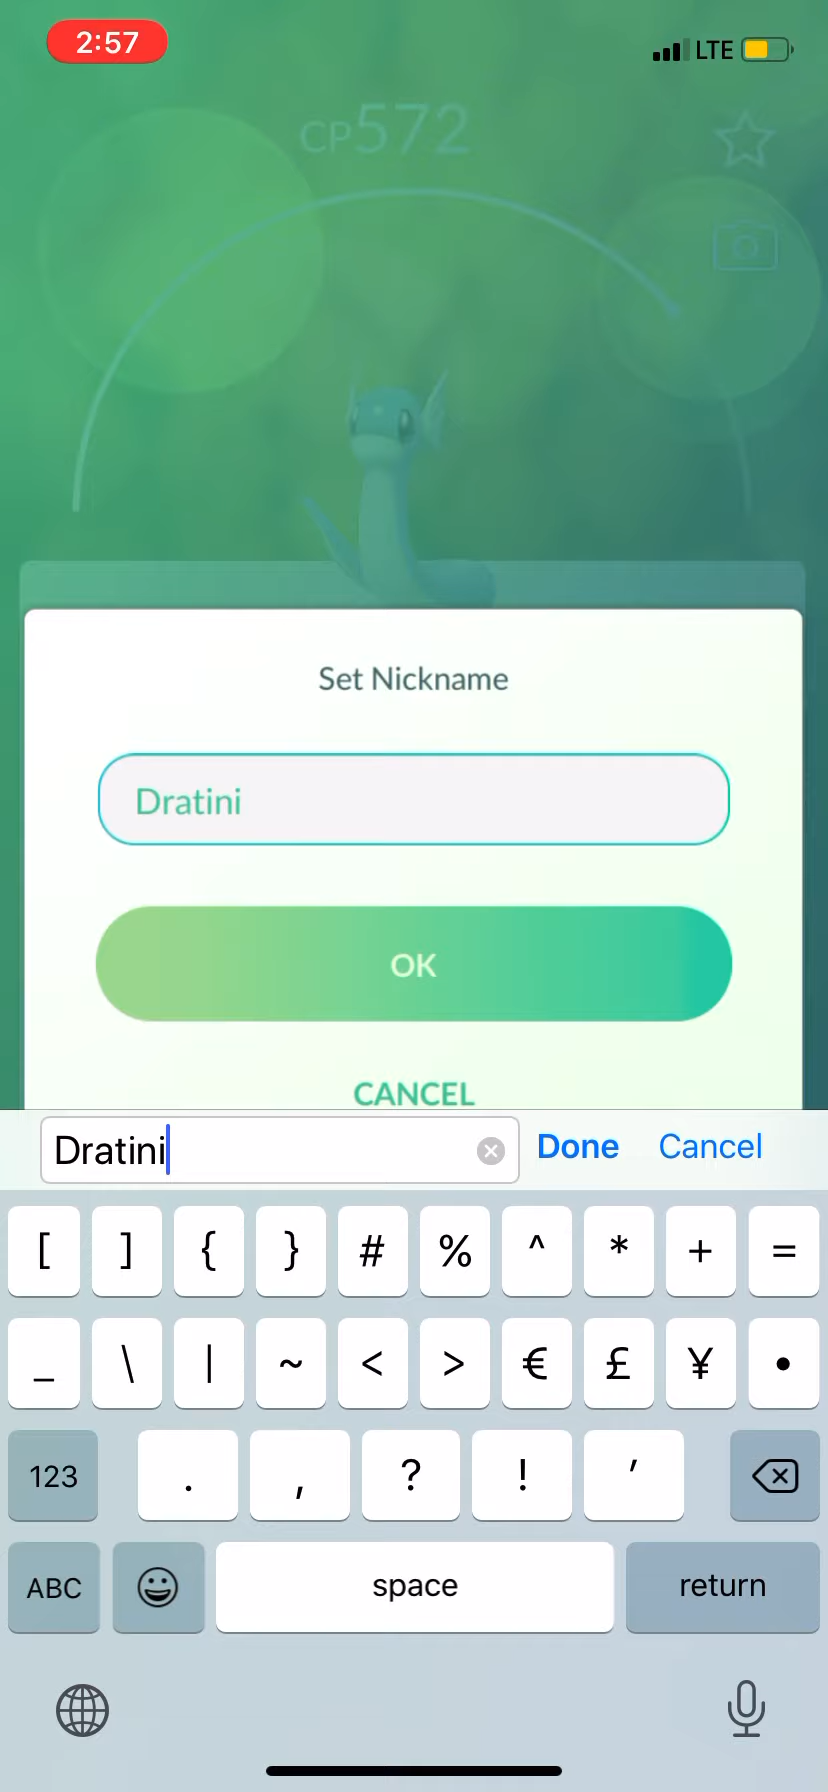 2:57
LTE
CP572
Set Nickname
Dratini
OK
CANCEL
Dratini Done Cancel
[ ] { } # % ^ * + =
_ \ | ~ < > € £ ¥ •
123 . , ? ! ′
ABC space return